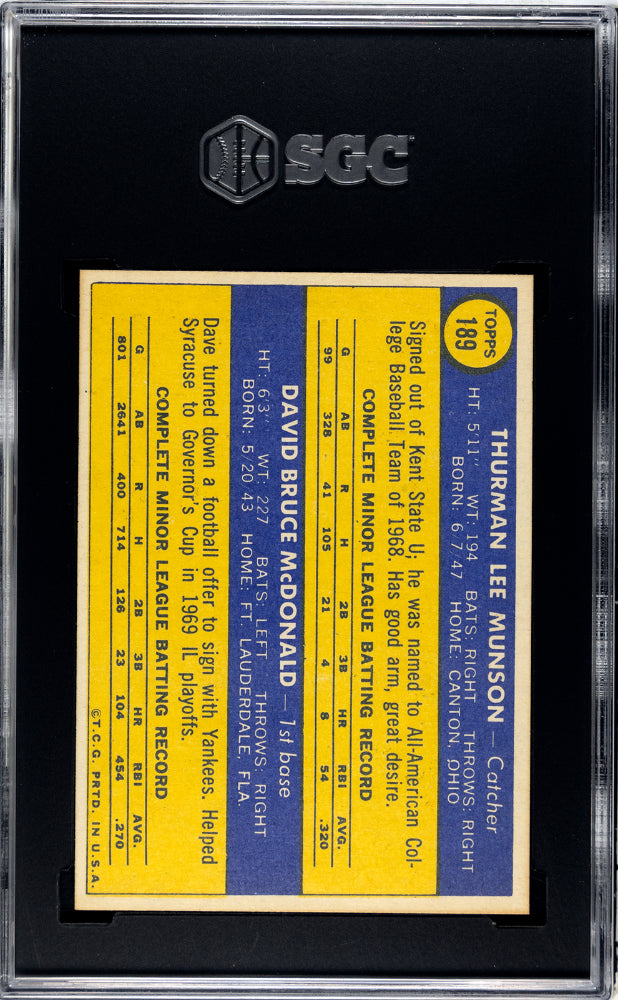 SGC
TOPPS
189
THURMAN LEE MUNSON — Catcher
HT: 5'11" WT: 194 BATS: RIGHT THROWS: RIGHT
BORN: 6 7 47 HOME: CANTON, OHIO
Signed out of Kent State U; he was named to All-American Col-
lege Baseball Team of 1968. Has good arm, great desire.
COMPLETE MINOR LEAGUE BATTING RECORD
G AB R H 2B 3B HR RBI AVG.
99 328 41 105 21 4 8 54 .320
DAVID BRUCE McDONALD — 1st base
HT: 6'3" WT: 227 BATS: LEFT THROWS: RIGHT
BORN: 5/20 43 HOME: FT. LAUDERDALE, FLA.
Dave turned down a football offer to sign with Yankees. Helped
Syracuse to Governor's Cup in 1969 IL playoffs.
COMPLETE MINOR LEAGUE BATTING RECORD
G AB R H 2B 3B HR RBI AVG.
801 2641 400 714 126 23 104 454 .270
©T.C.G. PRTD. IN U.S.A.